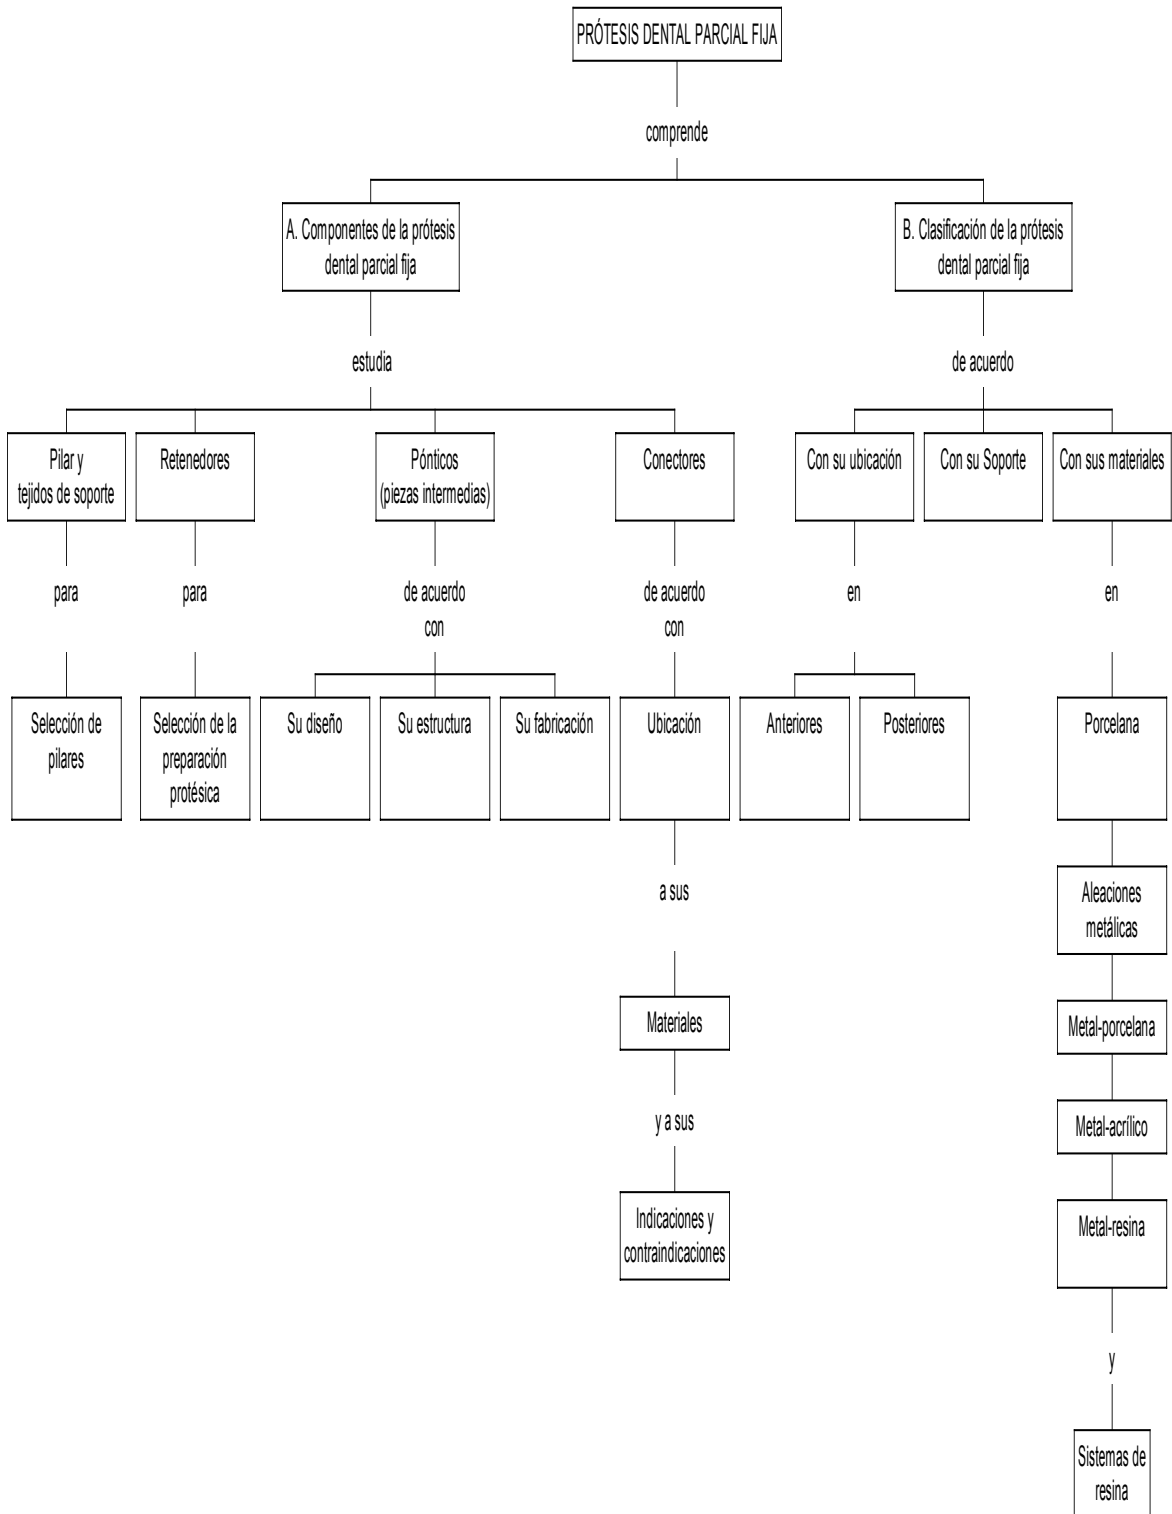 PRÓTESIS DENTAL PARCIAL FIJA
comprende
A. Componentes de la prótesis
dental parcial fija
B. Clasificación de la prótesis
dental parcial fija
estudia
de acuerdo
Pilar y
tejidos de soporte
Retenedores
Pónticos
(piezas intermedias)
Conectores
Con su ubicación
Con su Soporte
Con sus materiales
para
para
de acuerdo
con
de acuerdo
con
en
en
Selección de
pilares
Selección de la
preparación
protésica
Su diseño
Su estructura
Su fabricación
Ubicación
Anteriores
Posteriores
Porcelana
a sus
Aleaciones
metálicas
Materiales
Metal-porcelana
y a sus
Metal-acrílico
Indicaciones y
contraindicaciones
Metal-resina
y
Sistemas de
resina